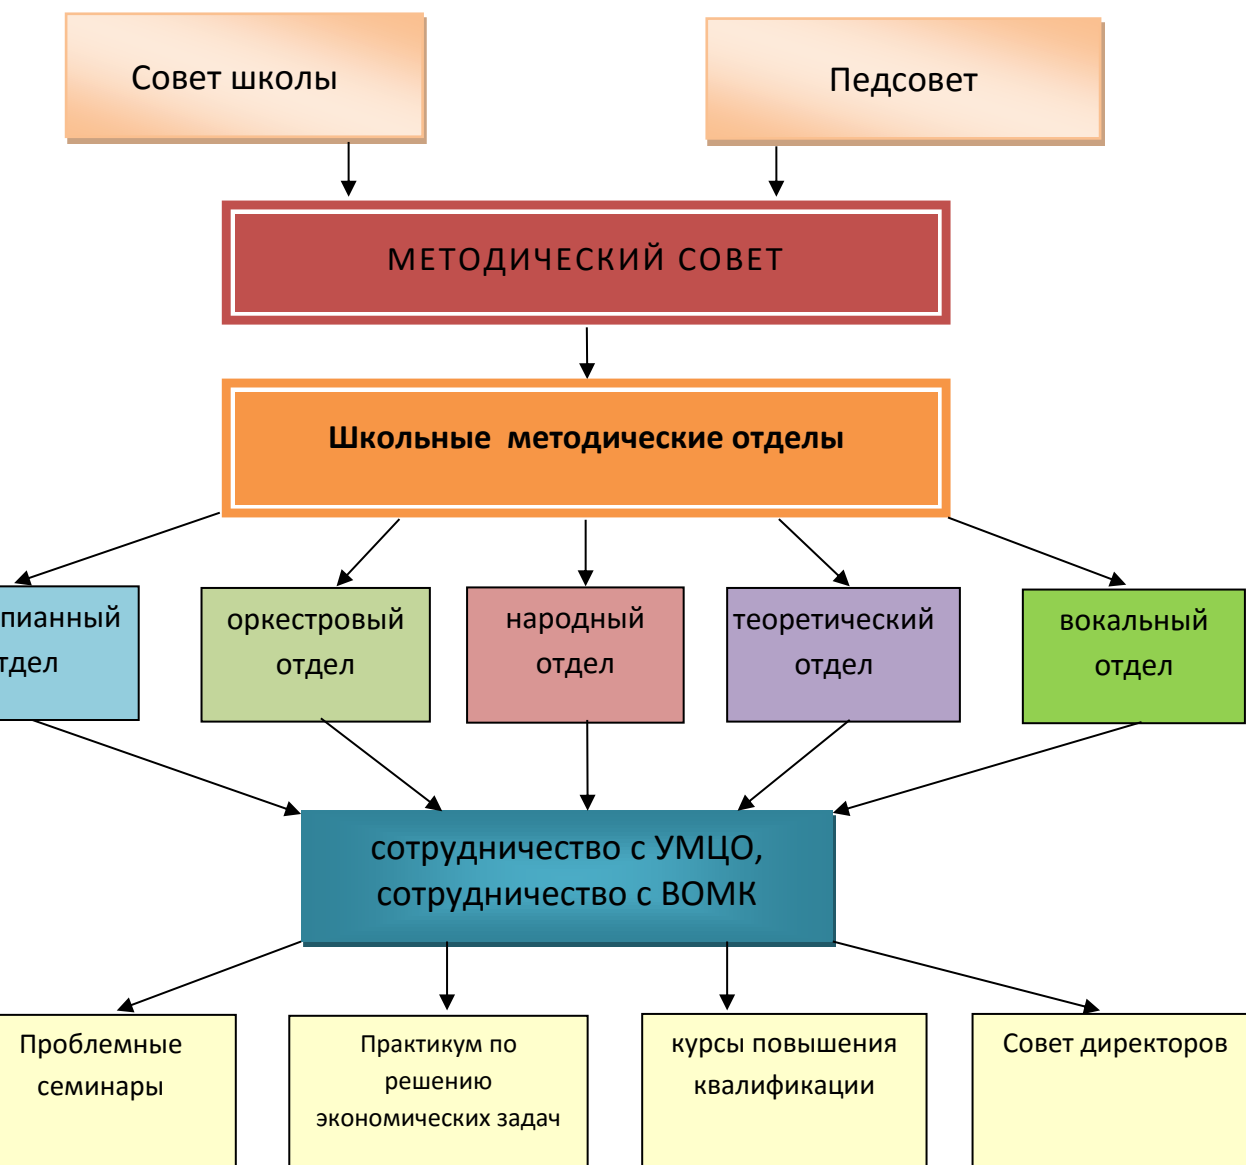 Совет школы
Педсовет
МЕТОДИЧЕСКИЙ СОВЕТ
Школьные методические отделы
пианный
тдел
оркестровый
отдел
народный
отдел
теоретический
отдел
вокальный
отдел
сотрудничество с УМЦО,
сотрудничество с ВОМК
Проблемные
семинары
Практикум по
решению
экономических задач
курсы повышения
квалификации
Совет директоров